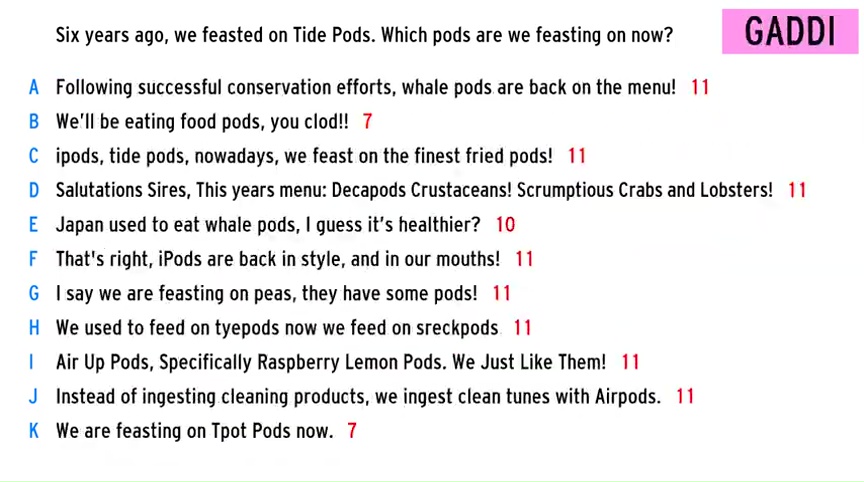 Six years ago, we feasted on Tide Pods. Which pods are we feasting on now?
GADDI
A Following successful conservation efforts, whale pods are back on the menu! 11
B We'll be eating food pods, you clod!! 7
C ipods, tide pods, nowadays, we feast on the finest fried pods! 11
D Salutations Sires, This years menu: Decapods Crustaceans! Scrumptious Crabs and Lobsters! 11
E Japan used to eat whale pods, I guess it's healthier? 10
F That's right, iPods are back in style, and in our mouths! 11
G I say we are feasting on peas, they have some pods! 11
H We used to feed on tyepods now we feed on sreckpods 11
I Air Up Pods, Specifically Raspberry Lemon Pods. We Just Like Them! 11
J Instead of ingesting cleaning products, we ingest clean tunes with Airpods. 11
K We are feasting on Tpot Pods now. 7